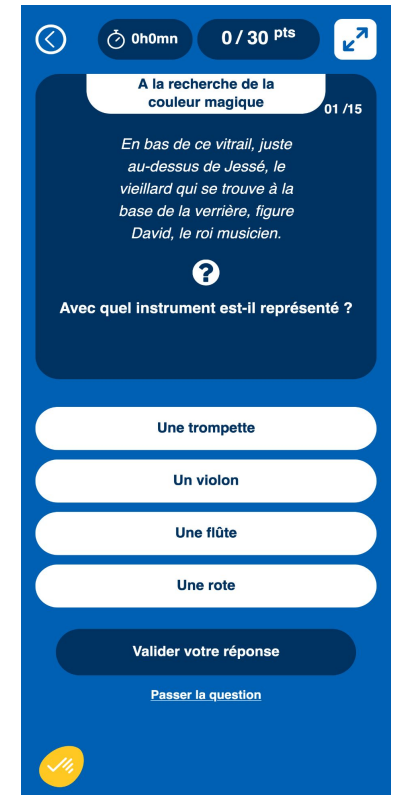 0h0mn
0 / 30 pts
A la recherche de la
couleur magique
01 /15
En bas de ce vitrail, juste
au-dessus de Jessé, le
vieillard qui se trouve à la
base de la verrière, figure
David, le roi musicien.
?
Avec quel instrument est-il représenté ?
Une trompette
Un violon
Une flûte
Une rote
Valider votre réponse
Passer la question